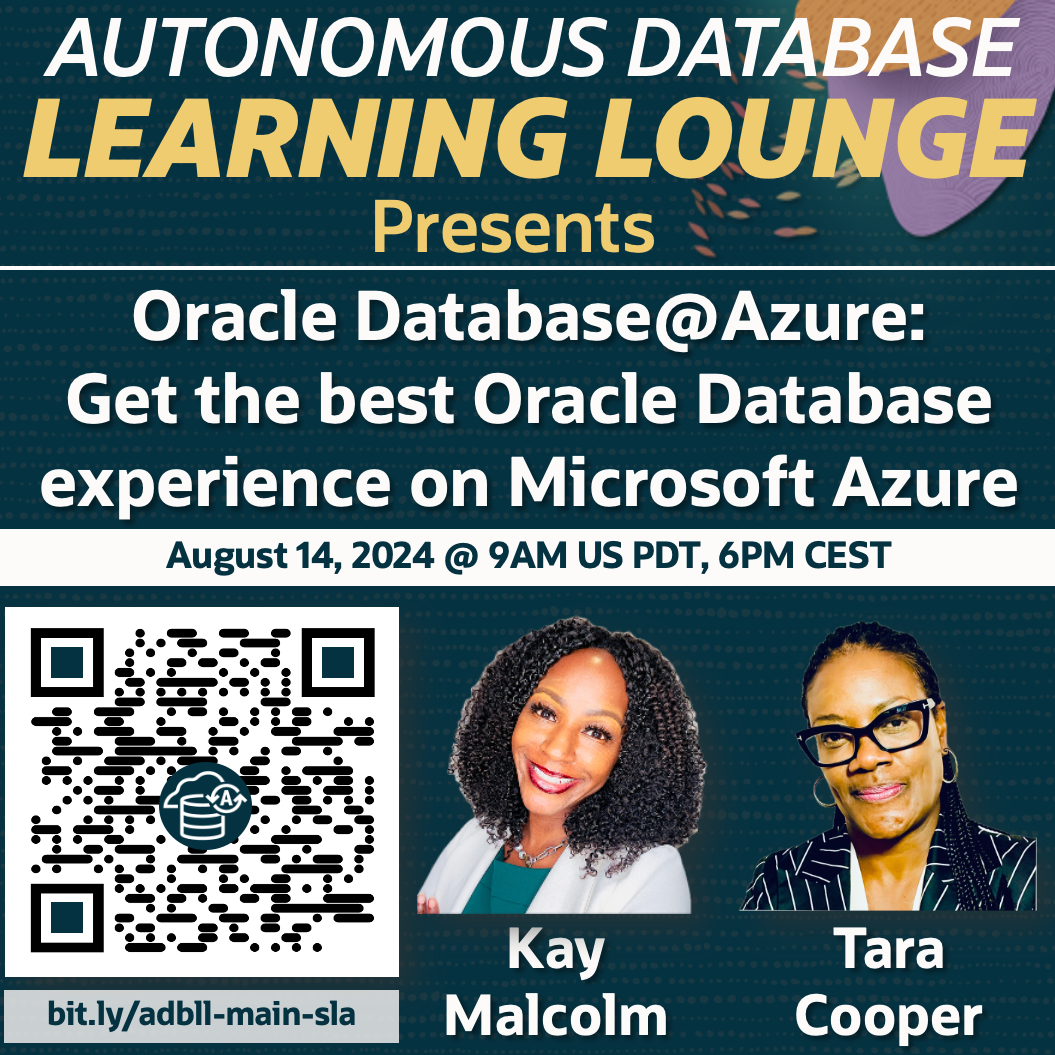 AUTONOMOUS DATABASE
LEARNING LOUNGE
Presents
Oracle Database@Azure:
Get the best Oracle Database
experience on Microsoft Azure
August 14, 2024 @ 9AM US PDT, 6PM CEST
A
bit.ly/adbll-main-sla
Kay
Malcolm
Tara
Cooper